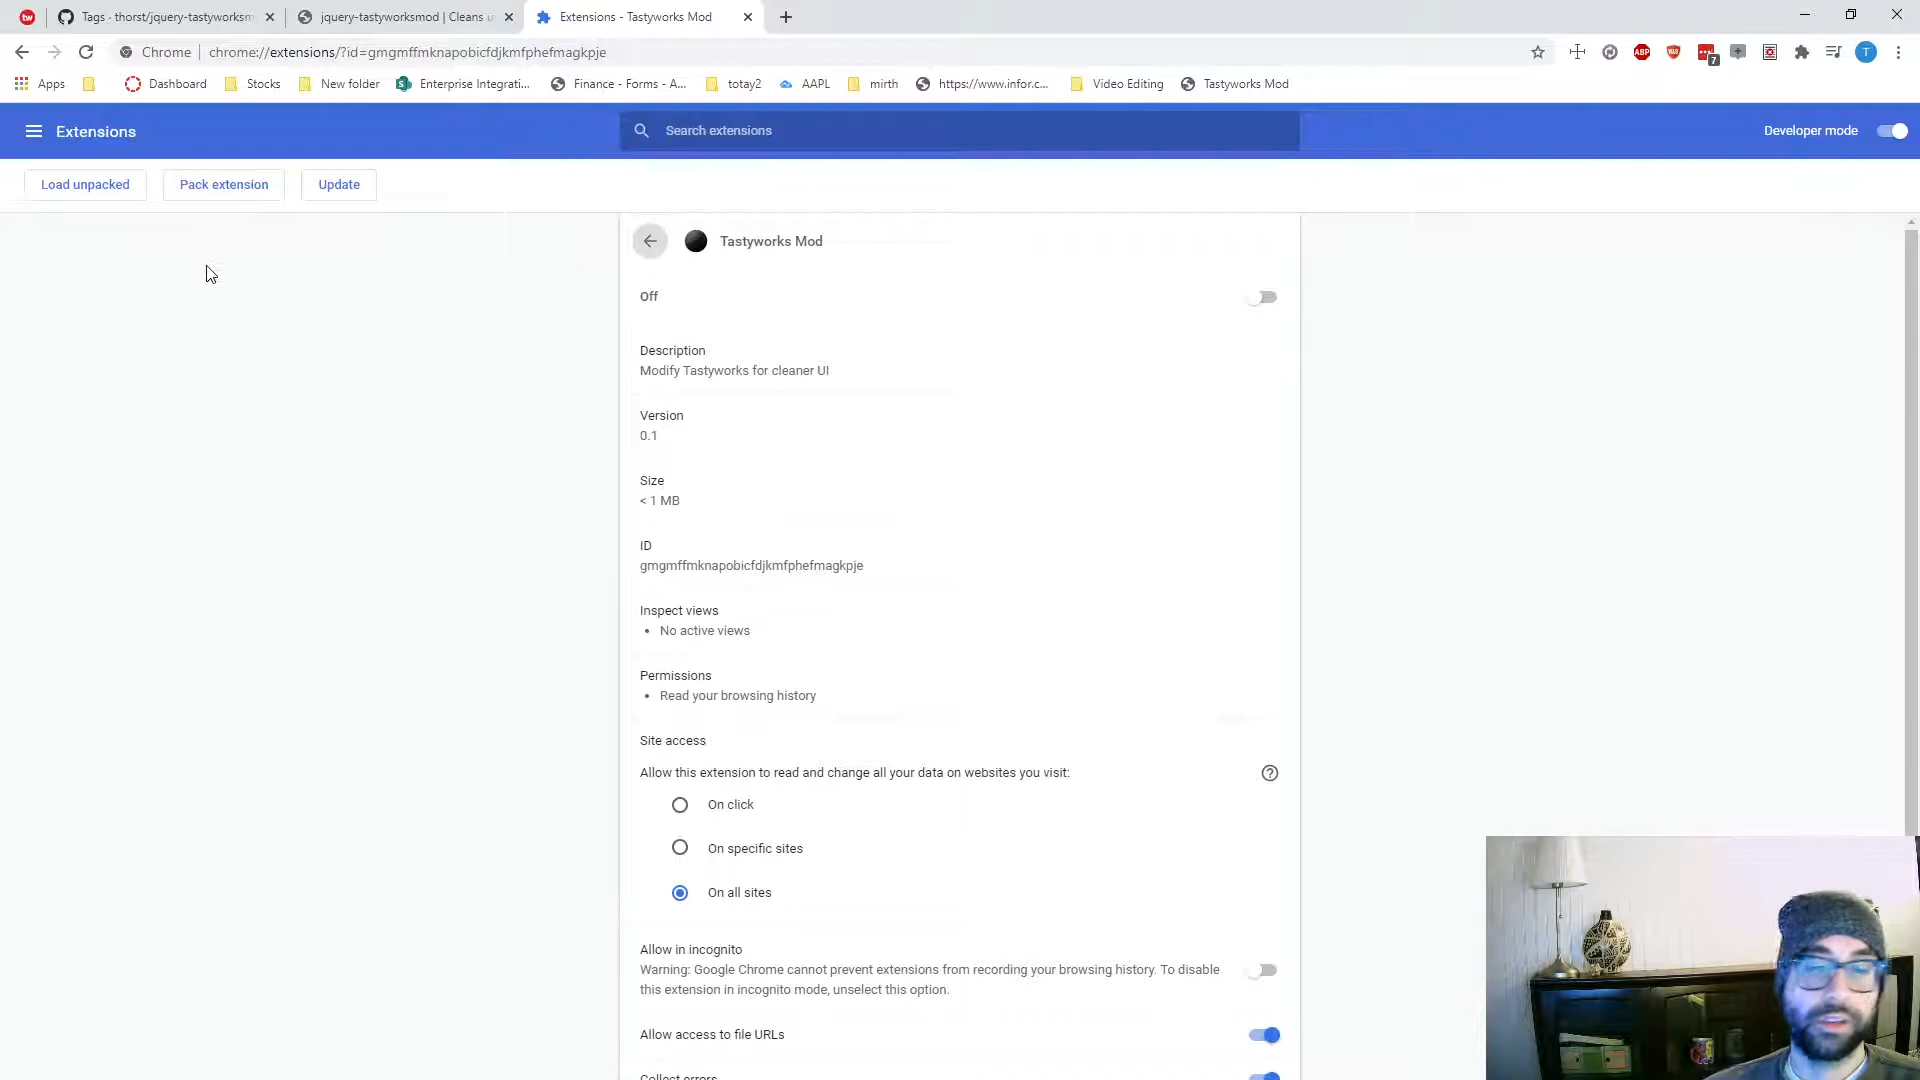 tw
Tags · thorst/jquery-tastyworksm
jquery-tastyworksmod | Cleans u
Extensions - Tastyworks Mod
Chrome
chrome://extensions/?id=gmgmffmknapobicfdjkmfphefmagkpje
ABP
7
T
Apps
Dashboard
Stocks
New folder
Enterprise Integrati...
Finance - Forms - A...
totay2
AAPL
mirth
https://www.infor.c...
Video Editing
Tastyworks Mod
Extensions
Search extensions
Developer mode
Load unpacked
Pack extension
Update
Tastyworks Mod
Off
Description
Modify Tastyworks for cleaner UI
Version
0.1
Size
< 1 MB
ID
gmgmffmknapobicfdjkmfphefmagkpje
Inspect views
• No active views
Permissions
• Read your browsing history
Site access
Allow this extension to read and change all your data on websites you visit:
On click
On specific sites
On all sites
Allow in incognito
Warning: Google Chrome cannot prevent extensions from recording your browsing history. To disable
this extension in incognito mode, unselect this option.
Allow access to file URLs
Collect errors